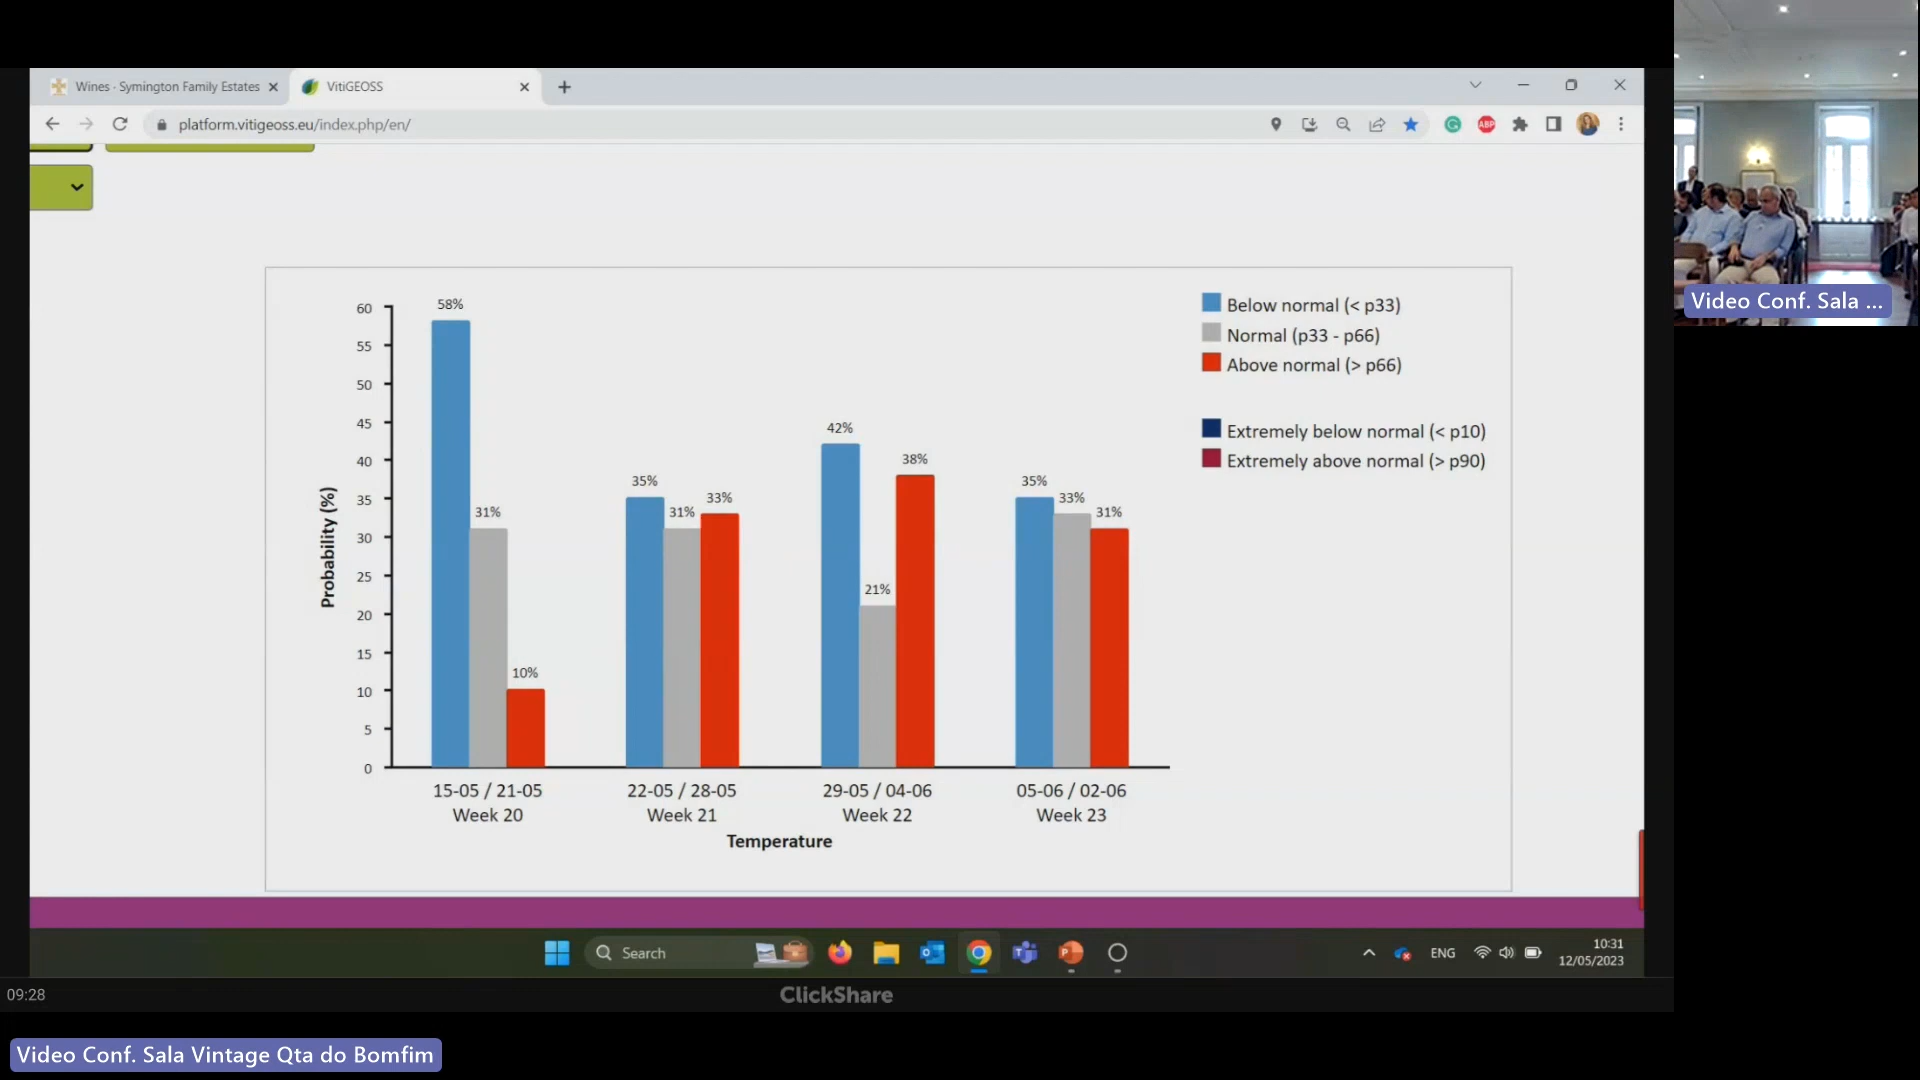 Wines - Symington Family Estates
VitiGEOSS
platform.vitigeoss.eu/index.php/en/
ABP
Video Conf. Sala ...
60
55
50
45
40
35
30
25
20
15
10
5
0
Probability (%)
58%
31%
10%
35%
31%
33%
42%
21%
38%
35%
33%
31%
15-05 / 21-05
Week 20
22-05 / 28-05
Week 21
29-05 / 04-06
Week 22
05-06 / 02-06
Week 23
Temperature
Below normal (< p33)
Normal (p33 - p66)
Above normal (> p66)
Extremely below normal (< p10)
Extremely above normal (> p90)
Search
ENG
10:31
12/05/2023
09:28
ClickShare
Video Conf. Sala Vintage Qta do Bomfim